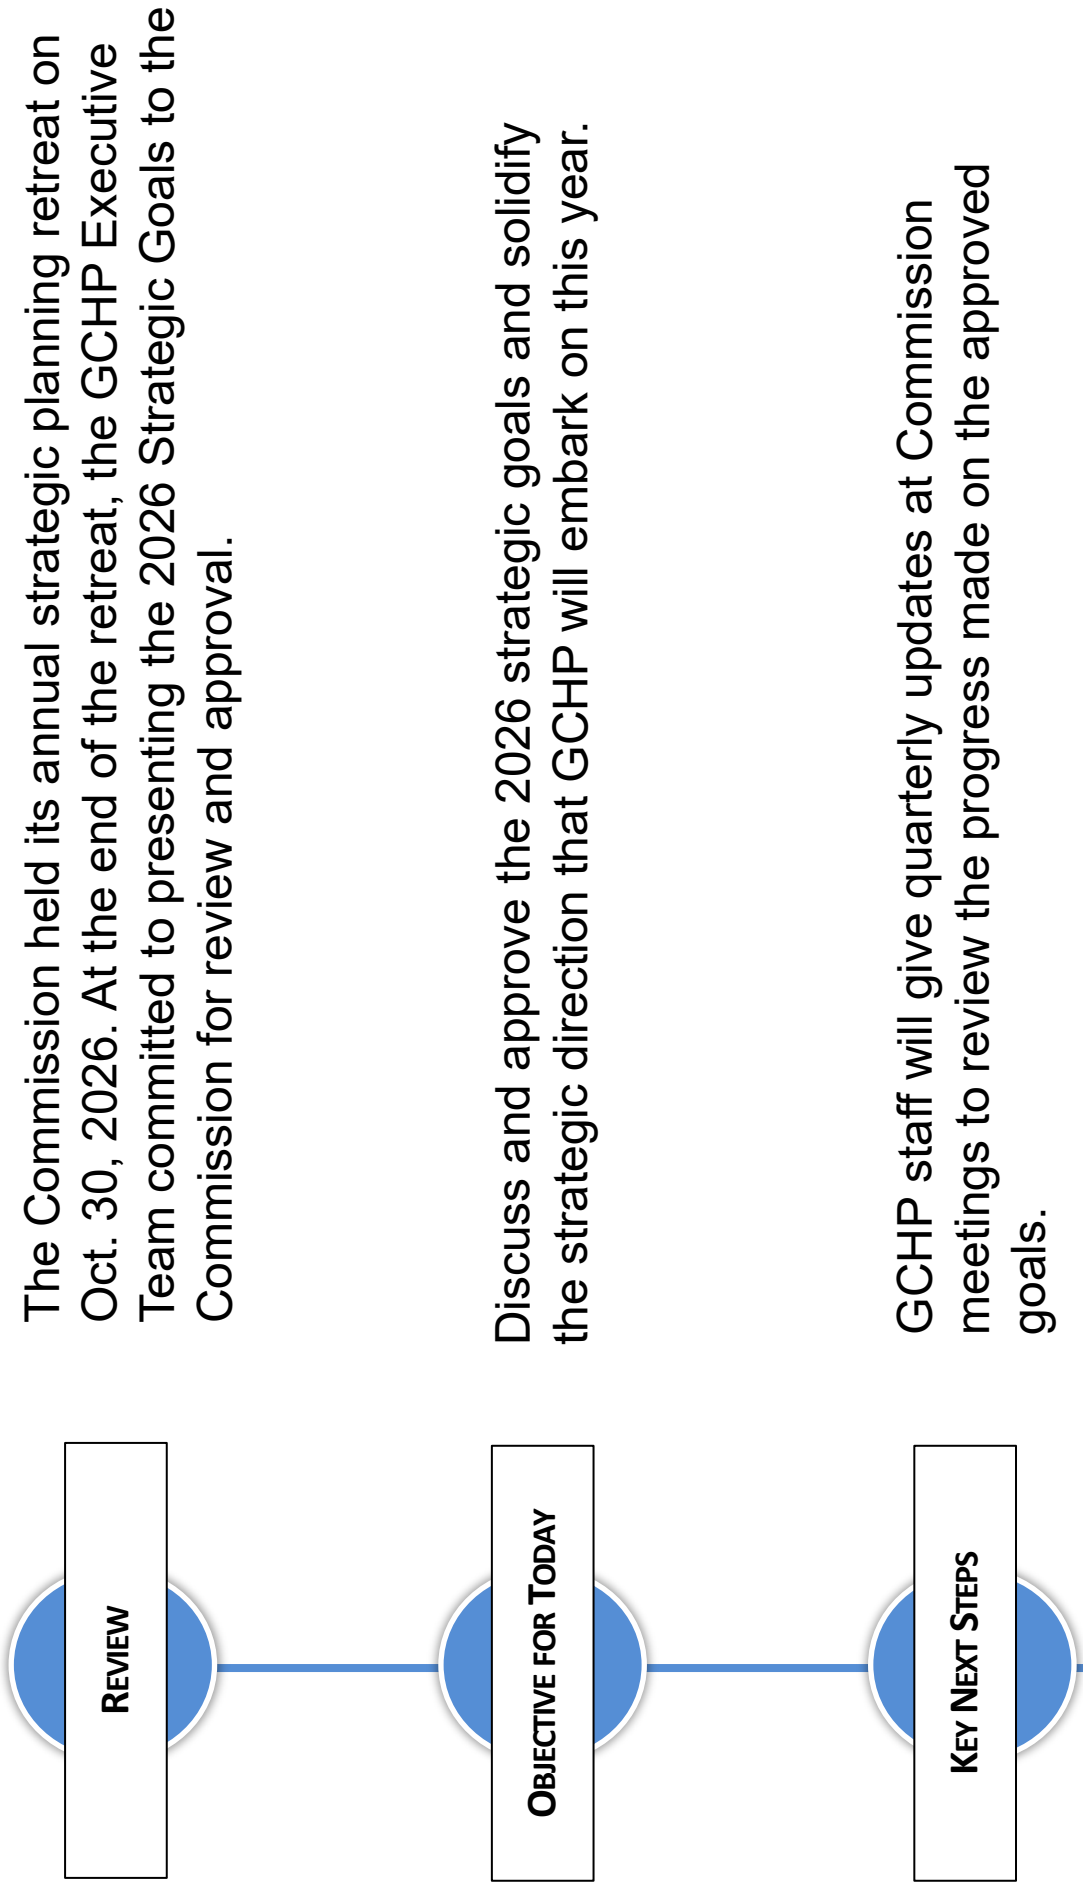 REVIEW
The Commission held its annual strategic planning retreat on
Oct. 30, 2026. At the end of the retreat, the GCHP Executive
Team committed to presenting the 2026 Strategic Goals to the
Commission for review and approval.
OBJECTIVE FOR TODAY
Discuss and approve the 2026 strategic goals and solidify
the strategic direction that GCHP will embark on this year.
KEY NEXT STEPS
GCHP staff will give quarterly updates at Commission
meetings to review the progress made on the approved
goals.